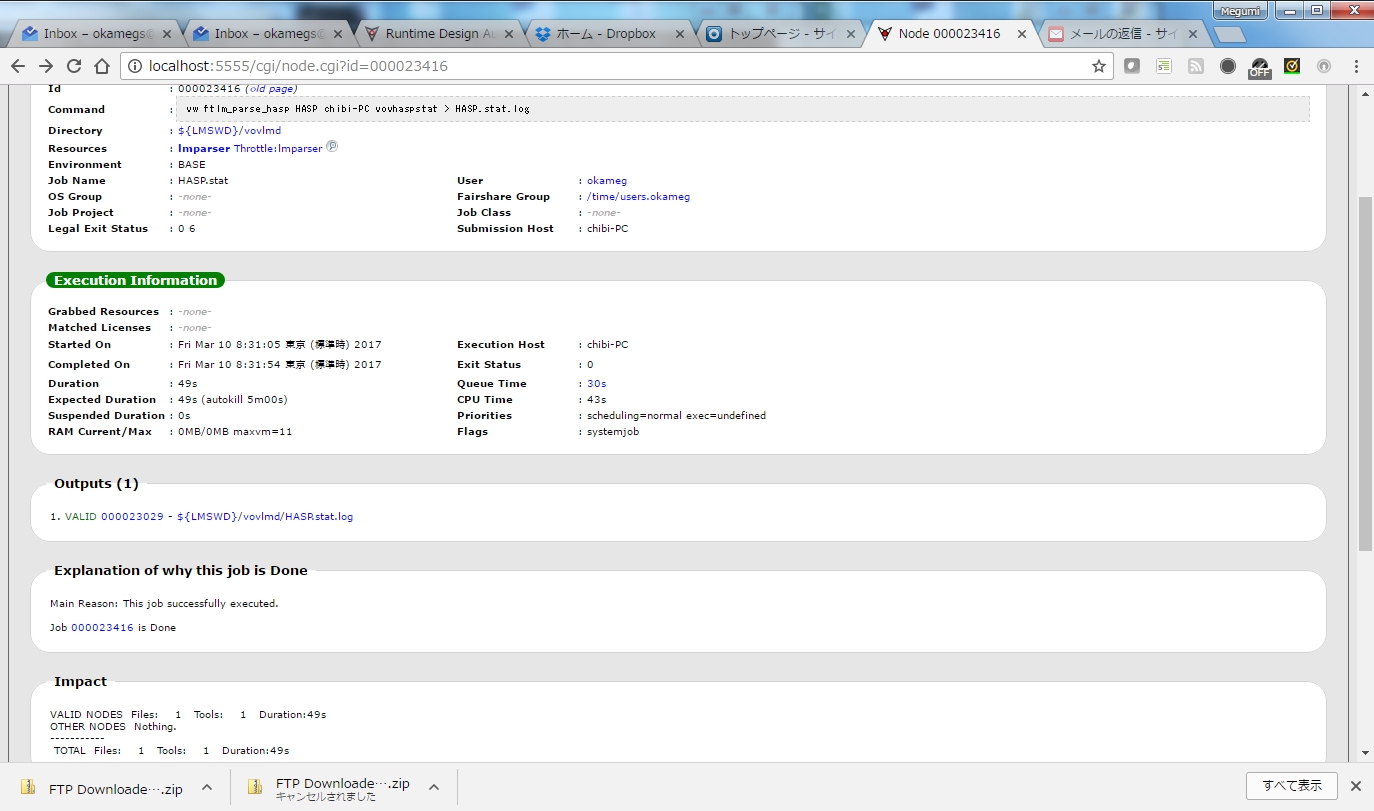 Megumi
Inbox – okamegs@
Inbox – okamegs@
Runtime Design Au
ホーム - Dropbox
トップページ - サイ
Node 000023416
メールの返信 - サイ
localhost:5555/cgi/node.cgi?id=000023416
OFF
Id : 000023416 (old page)
Command : vw ftlm_parse_hasp HASP chibi-PC vovhaspstat > HASP.stat.log
Directory : ${LMSWD}/vovlmd
Resources : lmparser Throttle:lmparser
Environment : BASE
Job Name : HASP.stat User : okameg
OS Group : -none- Fairshare Group : /time/users.okameg
Job Project : -none- Job Class : -none-
Legal Exit Status : 0 6 Submission Host : chibi-PC
Execution Information
Grabbed Resources : -none-
Matched Licenses : -none-
Started On : Fri Mar 10 8:31:05 東京 (標準時) 2017 Execution Host : chibi-PC
Completed On : Fri Mar 10 8:31:54 東京 (標準時) 2017 Exit Status : 0
Duration : 49s Queue Time : 30s
Expected Duration : 49s (autokill 5m00s) CPU Time : 43s
Suspended Duration : 0s Priorities : scheduling=normal exec=undefined
RAM Current/Max : 0MB/0MB maxvm=11 Flags : systemjob
Outputs (1)
1. VALID 000023029 - ${LMSWD}/vovlmd/HASP.stat.log
Explanation of why this job is Done
Main Reason: This job successfully executed.
Job 000023416 is Done
Impact
VALID NODES Files: 1 Tools: 1 Duration:49s
OTHER NODES Nothing.
-----------
TOTAL Files: 1 Tools: 1 Duration:49s
FTP Downloade….zip
FTP Downloade….zip
キャンセルされました
すべて表示